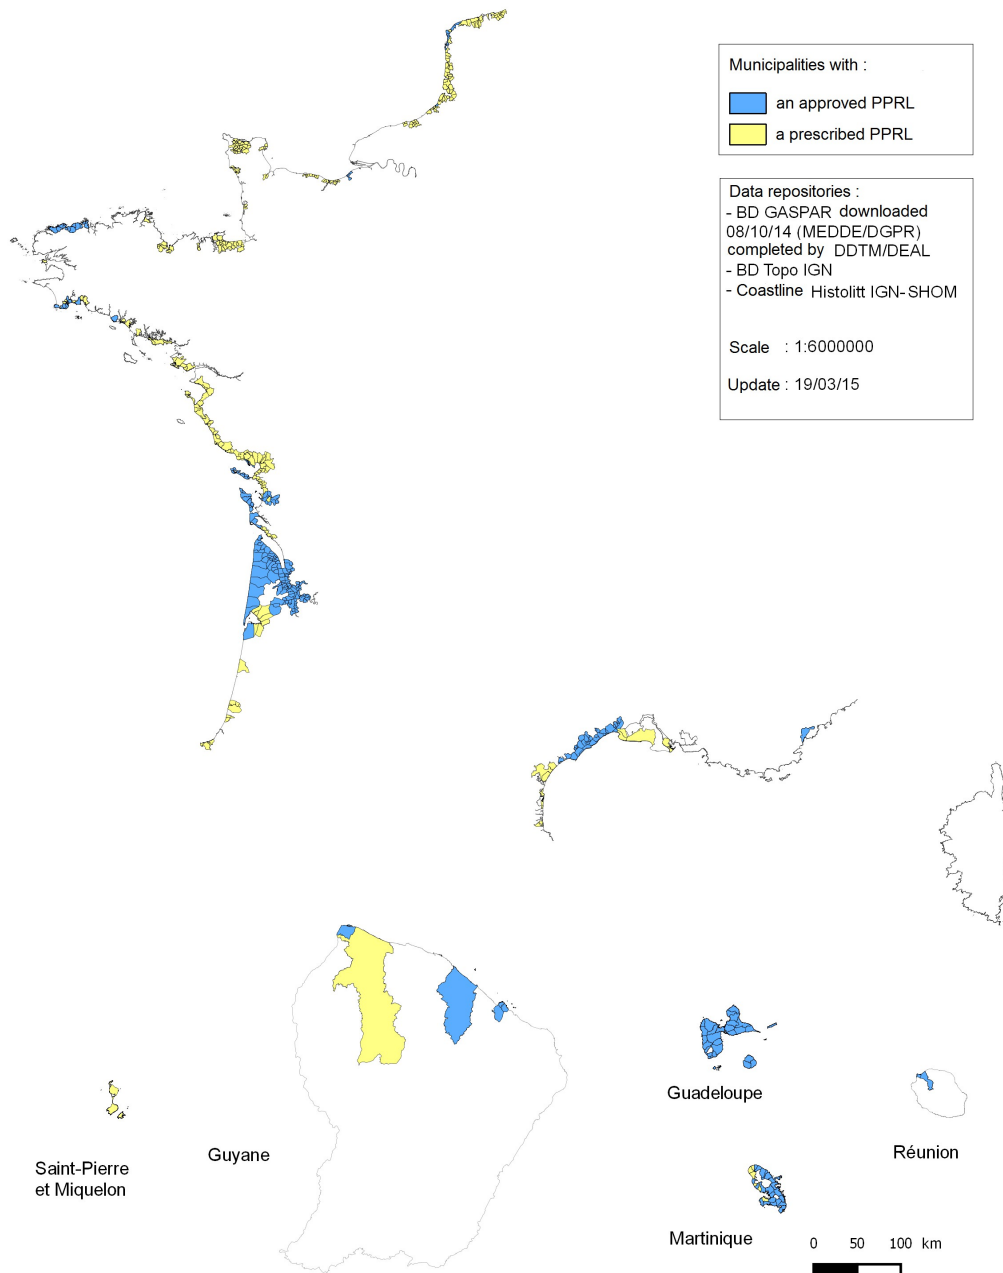 Municipalities with :
an approved PPRL
a prescribed PPRL
Data repositories :
- BD GASPAR downloaded
08/10/14 (MEDDE/DGPR)
completed by DDTM/DEAL
- BD Topo IGN
- Coastline Histolitt IGN-SHOM
Scale : 1:6000000
Update : 19/03/15
Guadeloupe
Réunion
Guyane
Saint-Pierre
et Miquelon
Martinique
0 50 100 km